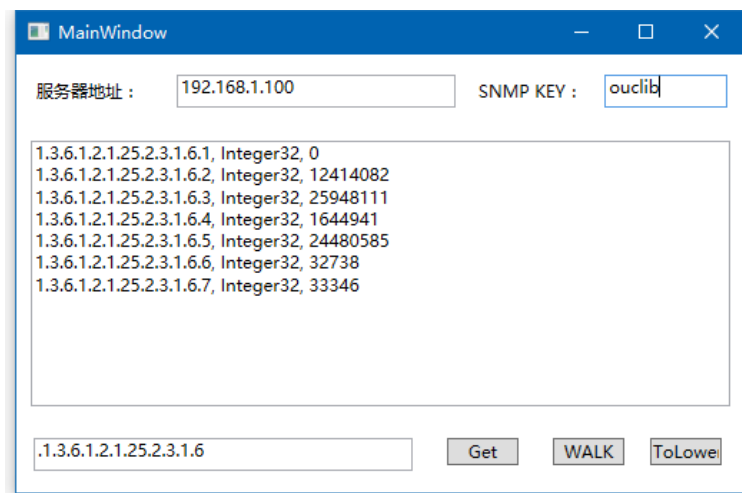 MainWindow
服务器地址： 192.168.1.100 SNMP KEY： ouclib
1.3.6.1.2.1.25.2.3.1.6.1, Integer32, 0
1.3.6.1.2.1.25.2.3.1.6.2, Integer32, 12414082
1.3.6.1.2.1.25.2.3.1.6.3, Integer32, 25948111
1.3.6.1.2.1.25.2.3.1.6.4, Integer32, 1644941
1.3.6.1.2.1.25.2.3.1.6.5, Integer32, 24480585
1.3.6.1.2.1.25.2.3.1.6.6, Integer32, 32738
1.3.6.1.2.1.25.2.3.1.6.7, Integer32, 33346
.1.3.6.1.2.1.25.2.3.1.6 Get WALK ToLower